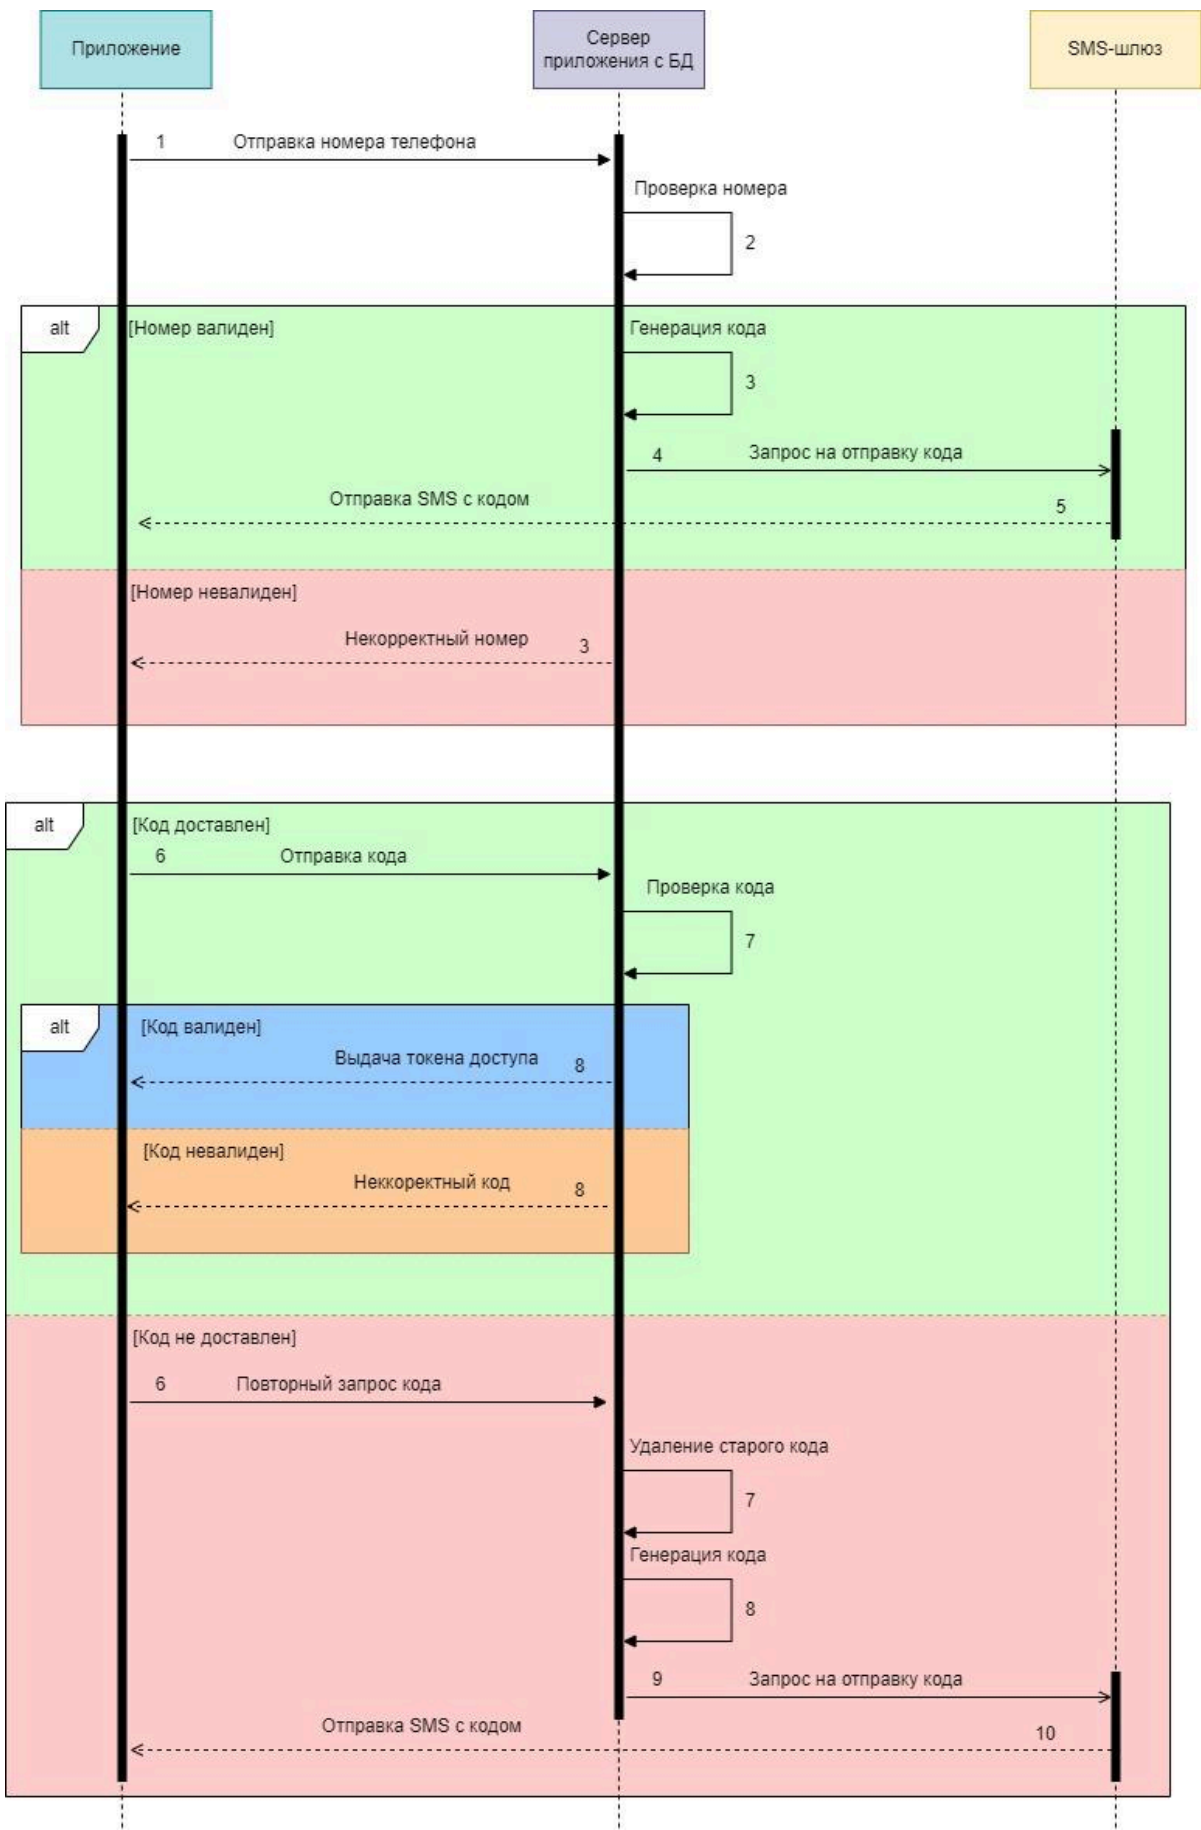 Приложение
Сервер
приложения с БД
SMS-шлюз
1 Отправка номера телефона
Проверка номера
2
alt [Номер валиден] Генерация кода
3
4 Запрос на отправку кода
Отправка SMS с кодом 5
[Номер невалиден]
Некорректный номер 3
alt [Код доставлен]
6 Отправка кода
Проверка кода
7
alt [Код валиден]
Выдача токена доступа 8
[Код невалиден]
Неккоректный код 8
[Код не доставлен]
6 Повторный запрос кода
Удаление старого кода
7
Генерация кода
8
9 Запрос на отправку кода
Отправка SMS с кодом 10